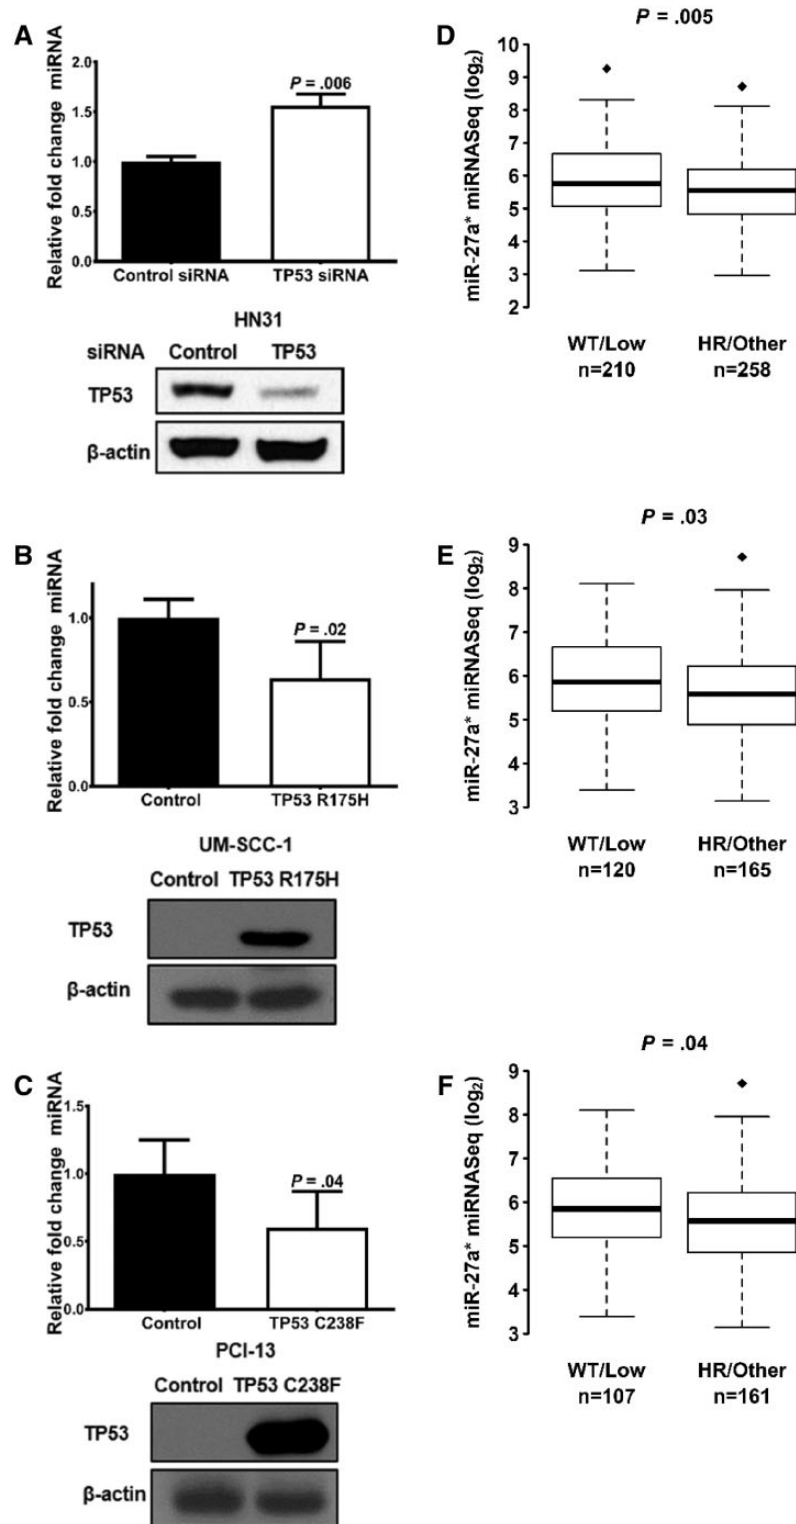 A
Relative fold change miRNA
2.0
1.5
1.0
0.5
0.0
P = .006
Control siRNA TP53 siRNA
HN31
siRNA Control TP53
TP53
β-actin
B
Relative fold change miRNA
1.0
0.5
0.0
P = .02
Control TP53 R175H
UM-SCC-1
Control TP53 R175H
TP53
β-actin
C
Relative fold change miRNA
1.5
1.0
0.5
0.0
P = .04
Control TP53 C238F
PCI-13
Control TP53 C238F
TP53
β-actin
D
P = .005
miR-27a* miRNASeq (log₂)
10
9
8
7
6
5
4
3
2
WT/Low HR/Other
n=210 n=258
E
P = .03
miR-27a* miRNASeq (log₂)
9
8
7
6
5
4
3
WT/Low HR/Other
n=120 n=165
F
P = .04
miR-27a* miRNASeq (log₂)
9
8
7
6
5
4
3
WT/Low HR/Other
n=107 n=161